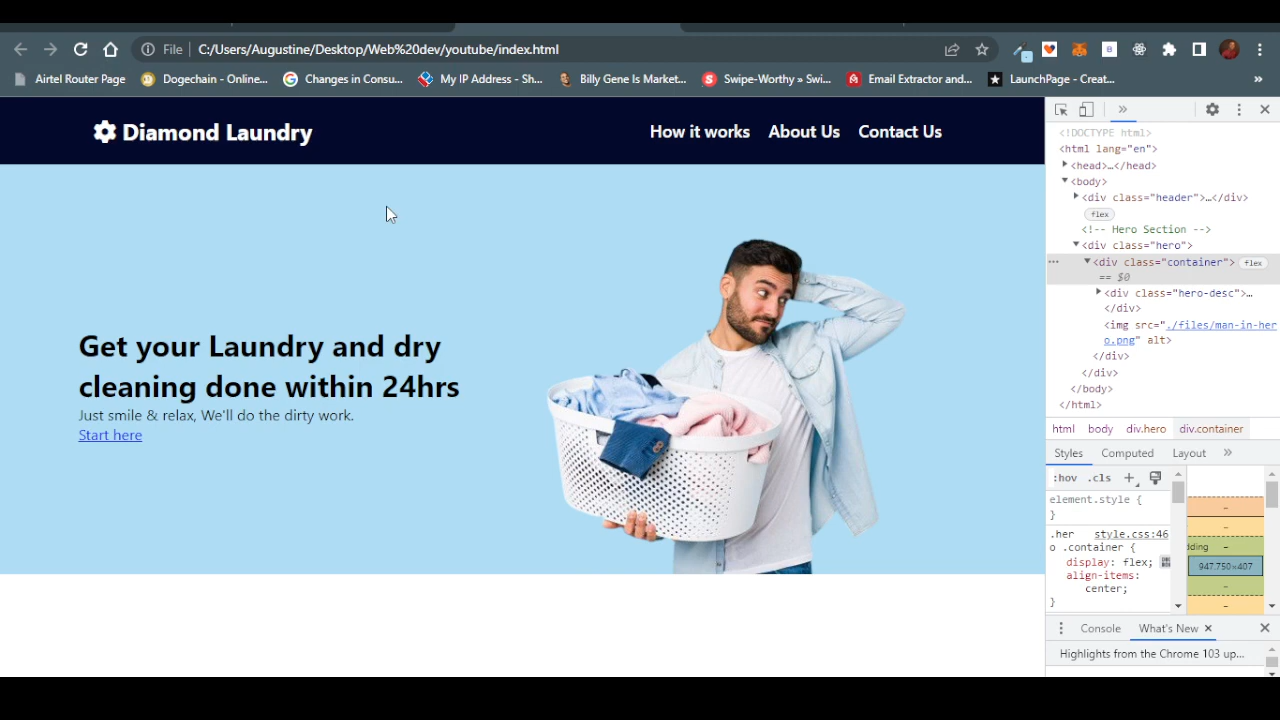 File C:/Users/Augustine/Desktop/Web%20dev/youtube/index.html
Airtel Router Page Dogechain - Online... Changes in Consu... My IP Address - Sh... Billy Gene Is Market... Swipe-Worthy » Swi... Email Extractor and... LaunchPage - Creat... »
Diamond Laundry How it works About Us Contact Us
Get your Laundry and dry
cleaning done within 24hrs
Just smile & relax, We'll do the dirty work.
Start here
»
<!DOCTYPE html>
<html lang="en">
<head>…</head>
<body>
<div class="header">…</div>
flex
<!-- Hero Section -->
<div class="hero">
<div class="container"> flex
== $0
<div class="hero-desc">…
</div>
<img src="./files/man-in-her
o.png" alt>
</div>
</div>
</body>
</html>
html body div.hero div.container
Styles Computed Layout »
:hov .cls +
element.style {
}
.her style.css:46
o .container {
display: flex;
align-items:
center;
}
dding
947.750×407
Console What's New ×
Highlights from the Chrome 103 up...